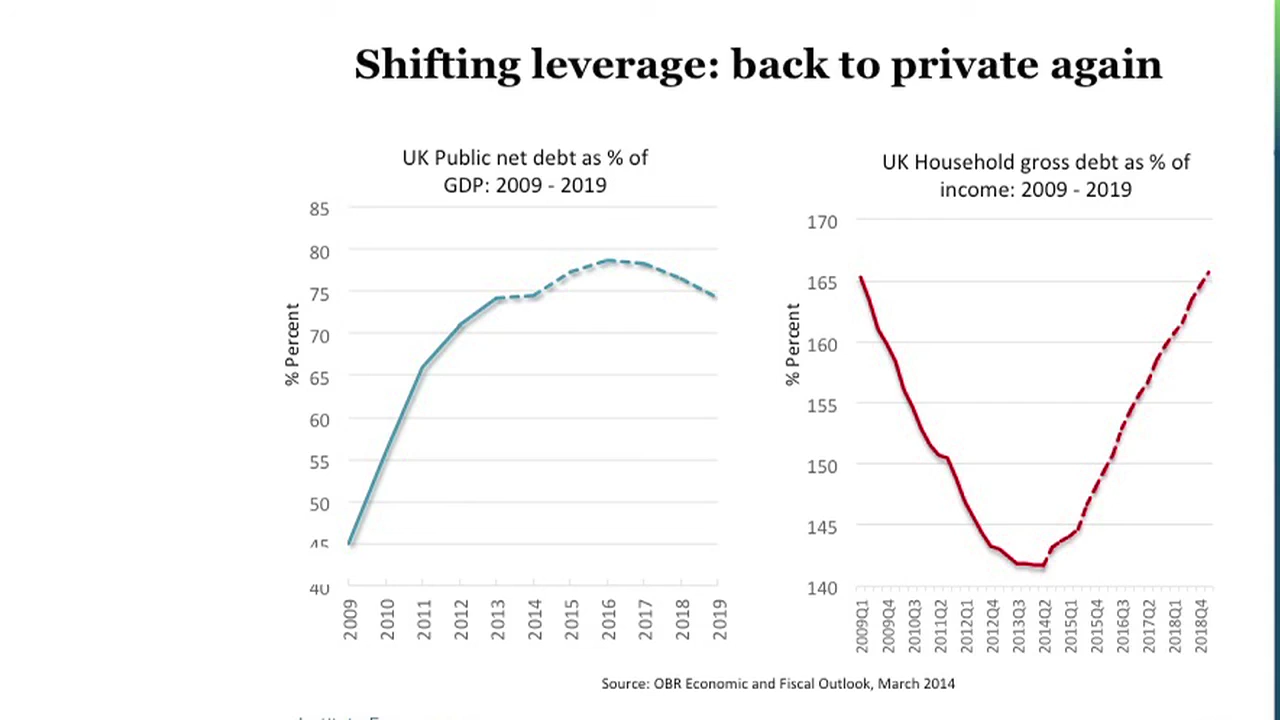 Shifting leverage: back to private again
UK Public net debt as % of
GDP: 2009 - 2019
% Percent
85
80
75
70
65
60
55
50
45
40
2009
2010
2011
2012
2013
2014
2015
2016
2017
2018
2019
UK Household gross debt as % of
income: 2009 - 2019
% Percent
170
165
160
155
150
145
140
2009Q1
2009Q4
2010Q3
2011Q2
2012Q1
2012Q4
2013Q3
2014Q2
2015Q1
2015Q4
2016Q3
2017Q2
2018Q1
2018Q4
Source: OBR Economic and Fiscal Outlook, March 2014